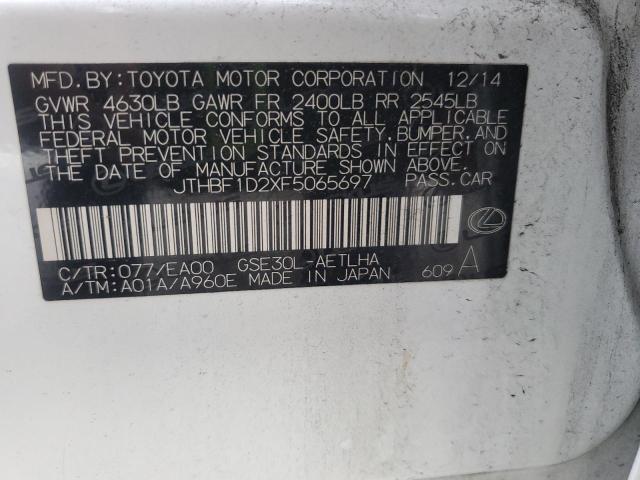 MFD. BY: TOYOTA MOTOR CORPORATION 12/14
GVWR 4630LB GAWR FR 2400LB RR 2545LB
THIS VEHICLE CONFORMS TO ALL APPLICABLE
FEDERAL MOTOR VEHICLE SAFETY, BUMPER, AND
THEFT PREVENTION STANDARDS IN EFFECT ON
THE DATE OF MANUFACTURE SHOWN ABOVE.
JTHBF1D2XF5065697 PASS.CAR
C/TR:077/EA00 GSE30L-AETLHA
A/TM:A01A/A960E MADE IN JAPAN 609A